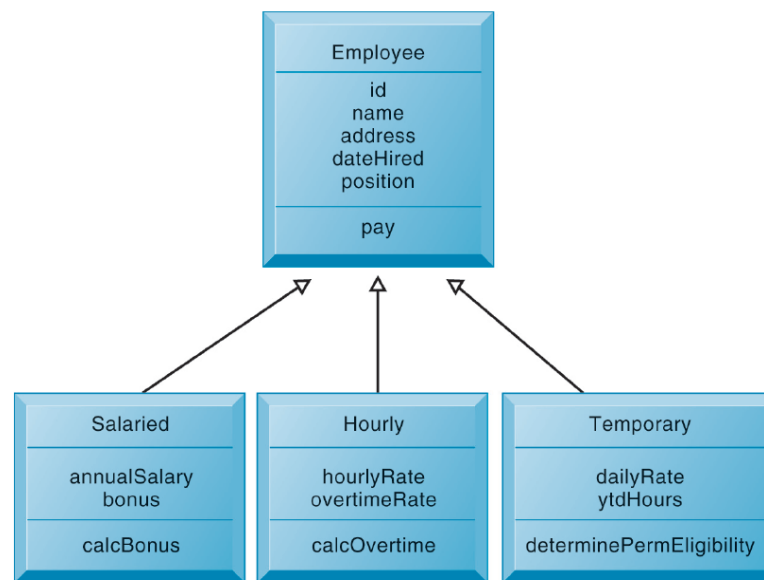 Employee
id
name
address
dateHired
position
pay
Salaried
annualSalary
bonus
calcBonus
Hourly
hourlyRate
overtimeRate
calcOvertime
Temporary
dailyRate
ytdHours
determinePermEligibility